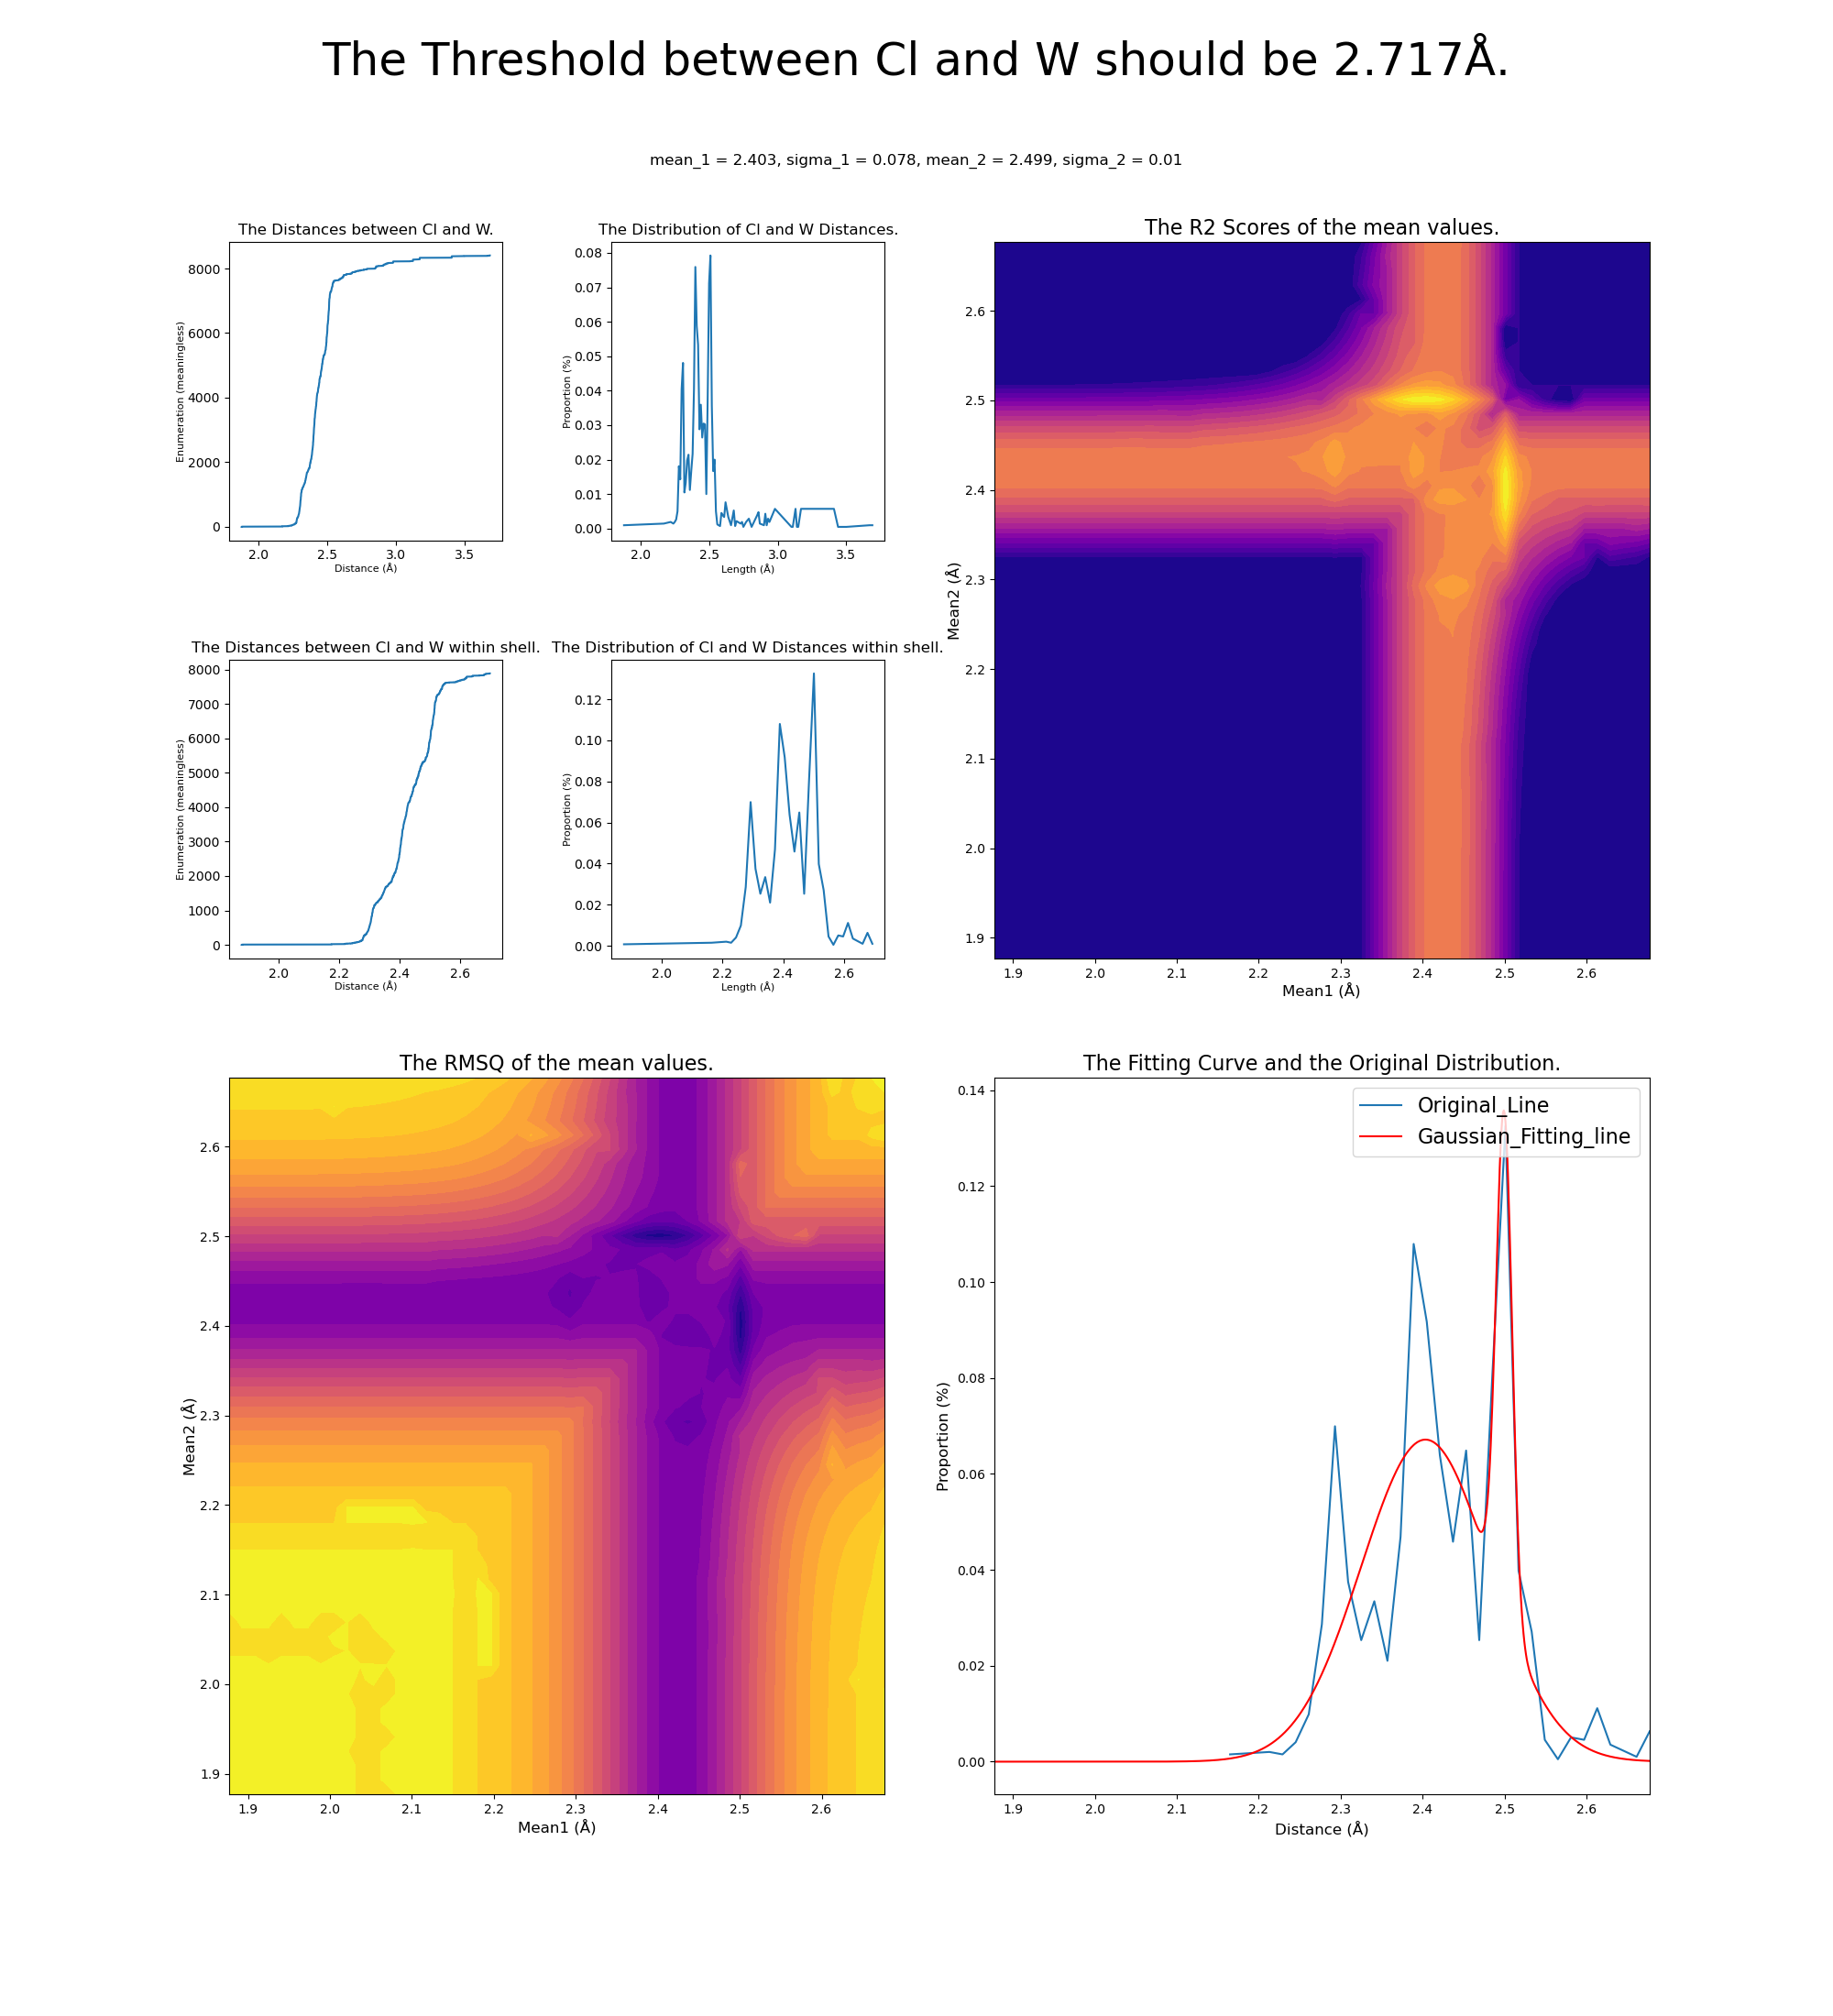 The Threshold between Cl and W should be 2.717Å.
mean_1 = 2.403, sigma_1 = 0.078, mean_2 = 2.499, sigma_2 = 0.01
The Distances between Cl and W.
8000
6000
4000
2000
0
Enumeration (meaningless)
2.0 2.5 3.0 3.5
Distance (Å)
The Distribution of Cl and W Distances.
0.08
0.07
0.06
0.05
0.04
0.03
0.02
0.01
0.00
Proportion (%)
2.0 2.5 3.0 3.5
Length (Å)
The R2 Scores of the mean values.
2.6
2.5
2.4
2.3
2.2
2.1
2.0
1.9
Mean2 (Å)
1.9 2.0 2.1 2.2 2.3 2.4 2.5 2.6
Mean1 (Å)
The Distances between Cl and W within shell.
8000
7000
6000
5000
4000
3000
2000
1000
0
Enumeration (meaningless)
2.0 2.2 2.4 2.6
Distance (Å)
The Distribution of Cl and W Distances within shell.
0.12
0.10
0.08
0.06
0.04
0.02
0.00
Proportion (%)
2.0 2.2 2.4 2.6
Length (Å)
The RMSQ of the mean values.
2.6
2.5
2.4
2.3
2.2
2.1
2.0
1.9
Mean2 (Å)
1.9 2.0 2.1 2.2 2.3 2.4 2.5 2.6
Mean1 (Å)
The Fitting Curve and the Original Distribution.
Original_Line
Gaussian_Fitting_line
0.14
0.12
0.10
0.08
0.06
0.04
0.02
0.00
Proportion (%)
1.9 2.0 2.1 2.2 2.3 2.4 2.5 2.6
Distance (Å)